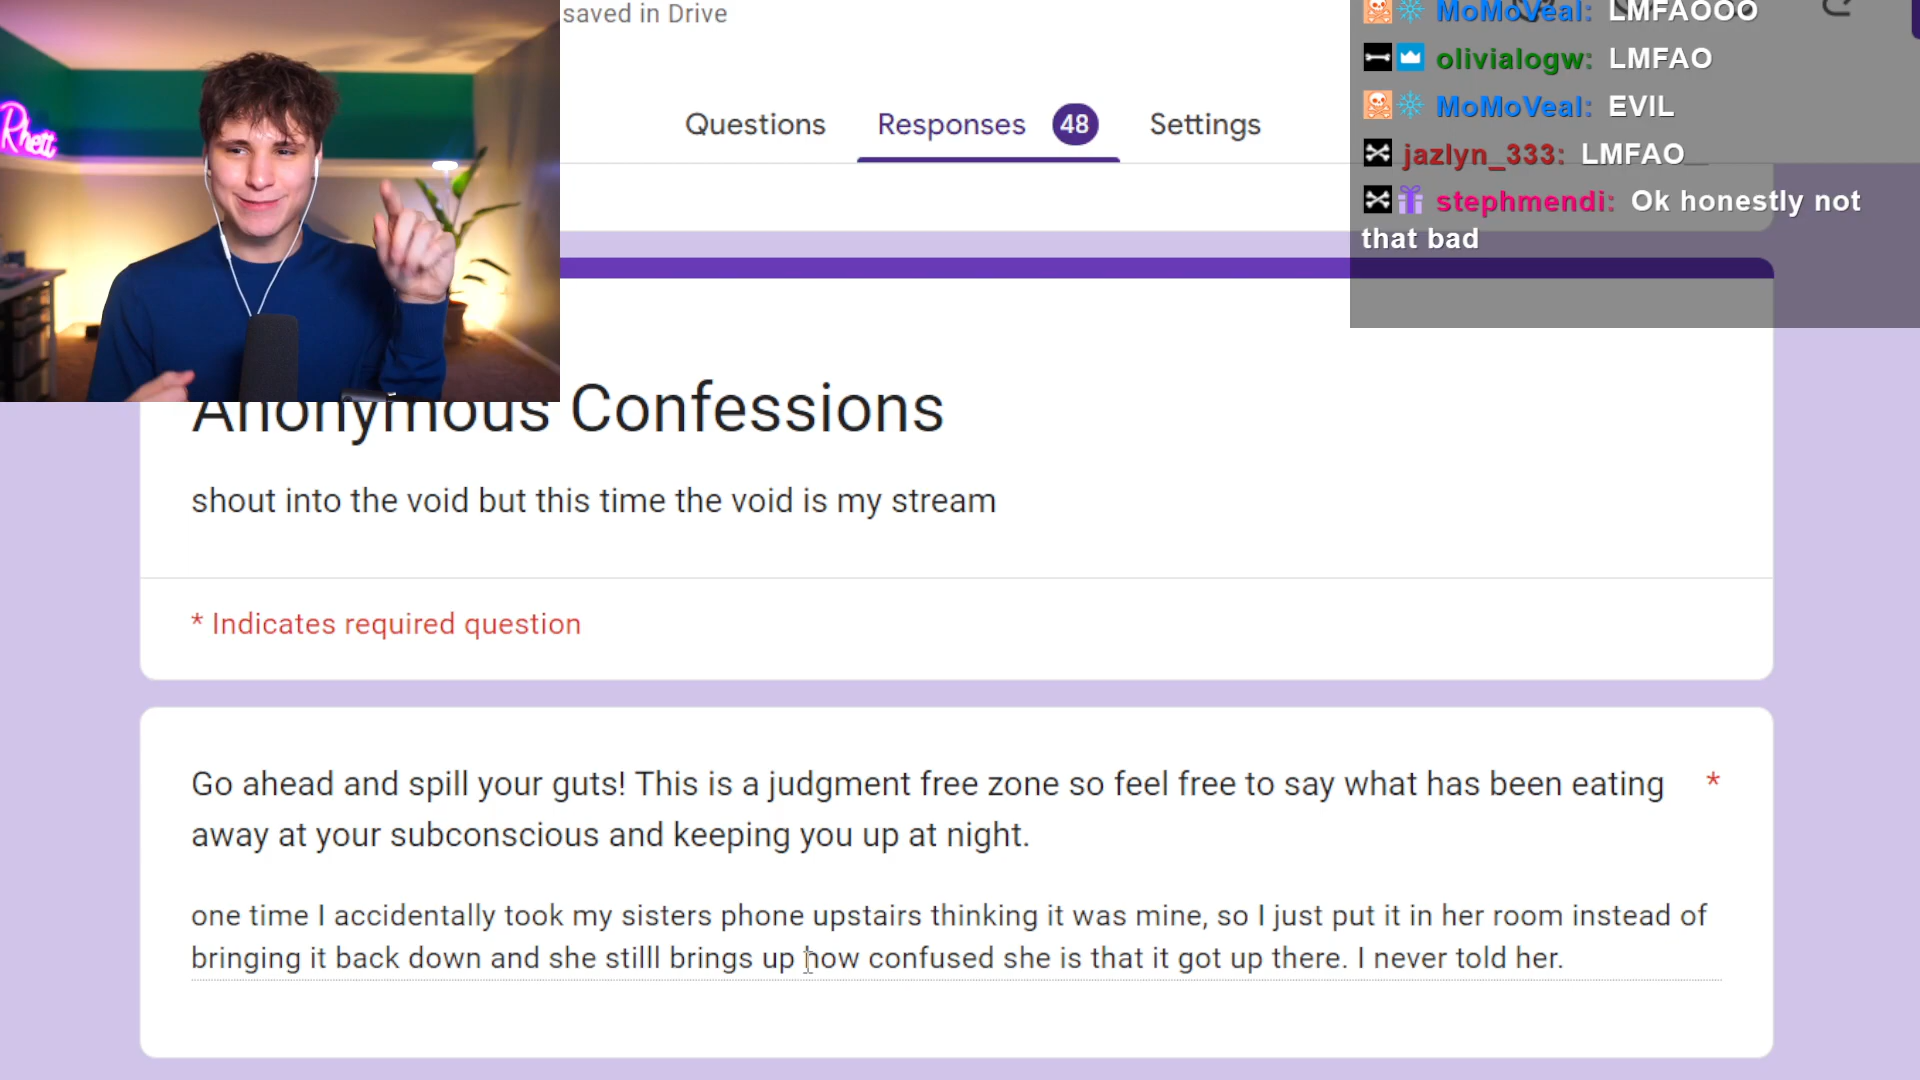 saved in Drive
Rhett
Questions
Responses
48
Settings
MoMoVeal: LMFAOOO
olivialogw: LMFAO
MoMoVeal: EVIL
jazlyn_333: LMFAO
stephmendi: Ok honestly not
that bad
Anonymous Confessions
shout into the void but this time the void is my stream
* Indicates required question
Go ahead and spill your guts! This is a judgment free zone so feel free to say what has been eating *
away at your subconscious and keeping you up at night.
one time I accidentally took my sisters phone upstairs thinking it was mine, so I just put it in her room instead of
bringing it back down and she stilll brings up how confused she is that it got up there. I never told her.